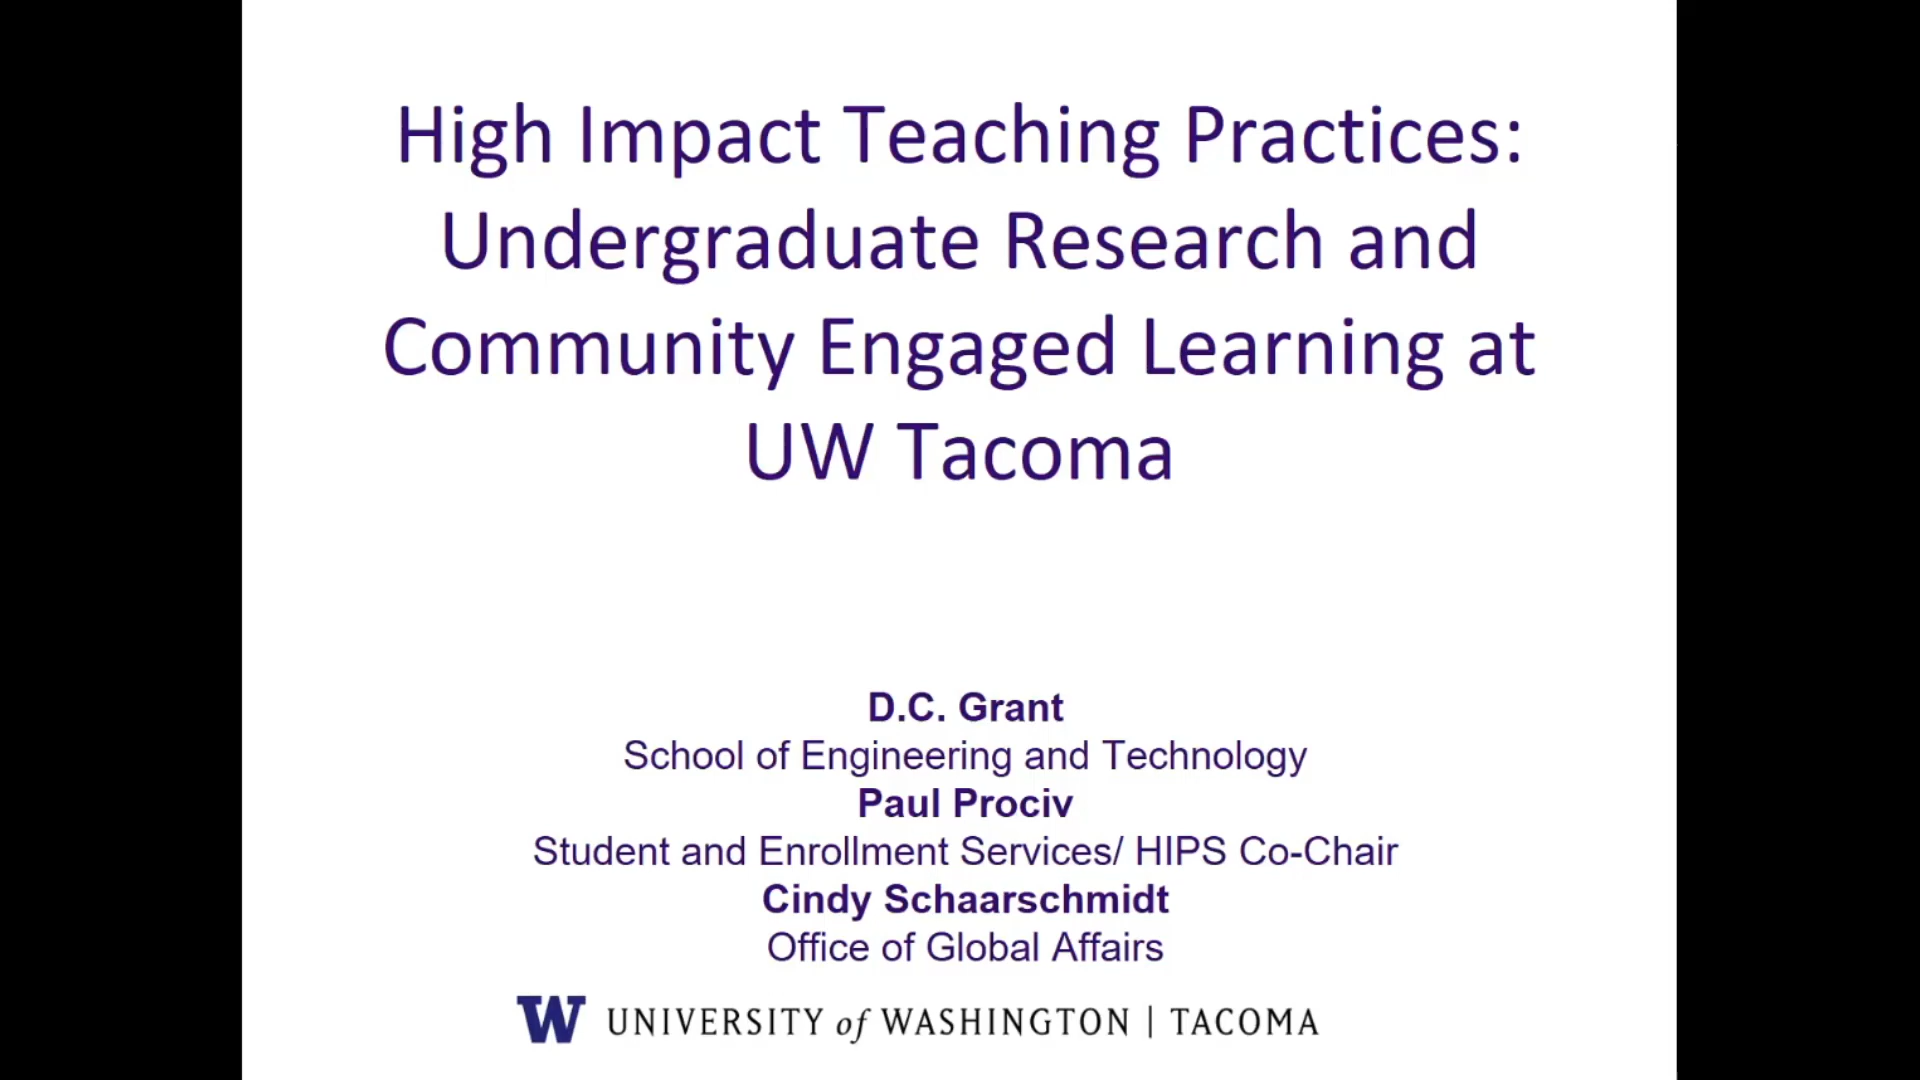 High Impact Teaching Practices:
Undergraduate Research and
Community Engaged Learning at
UW Tacoma
D.C. Grant
School of Engineering and Technology
Paul Prociv
Student and Enrollment Services/ HIPS Co-Chair
Cindy Schaarschmidt
Office of Global Affairs
W UNIVERSITY of WASHINGTON | TACOMA